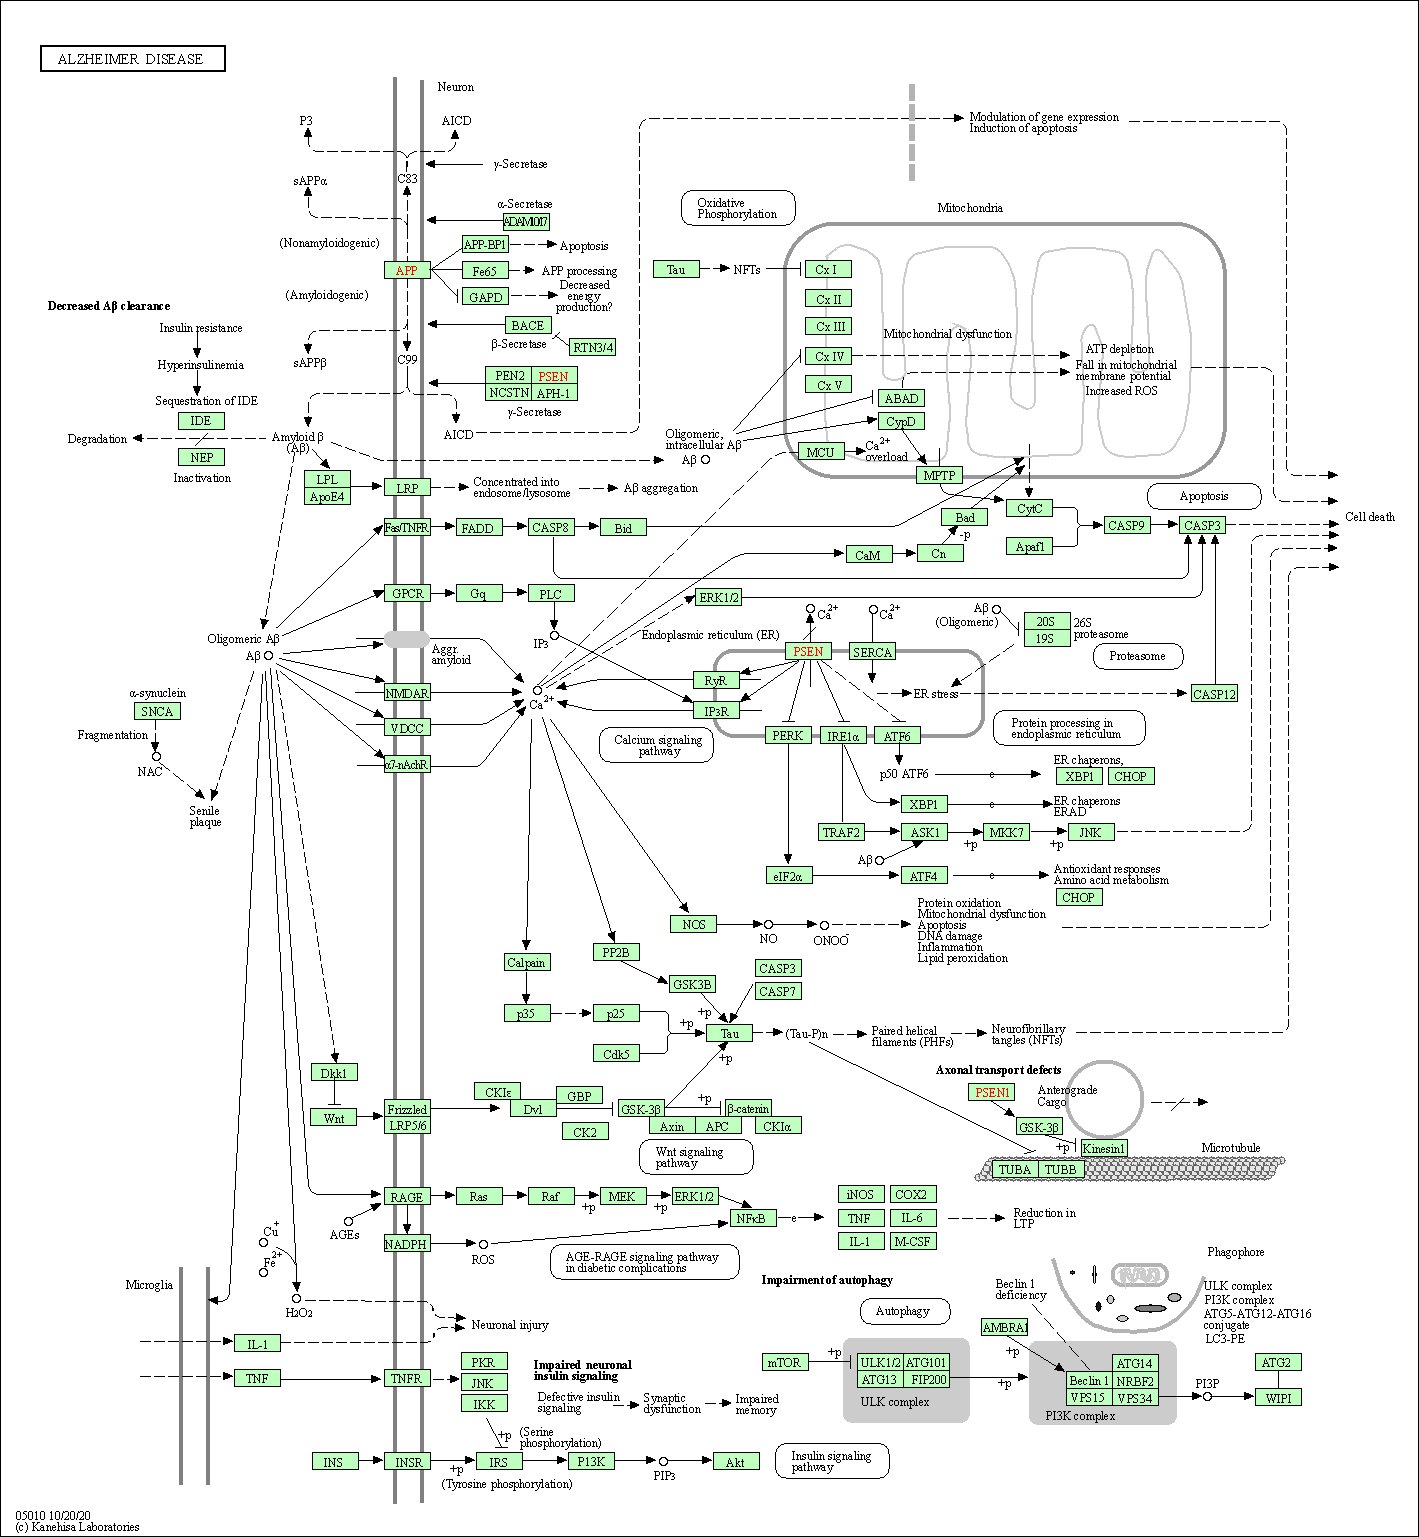 ALZHEIMER DISEASE
Neuron
P3
AICD
Modulation of gene expression
Induction of apoptosis
γ-Secretase
C83
sAPPα
α-Secretase
ADAM10/17
Oxidative
Phosphorylation
Mitochondria
(Nonamyloidogenic)
APP-BP1
Apoptosis
APP
Fe65
APP processing
Tau
NFTs
Cx I
(Amyloidogenic)
GAPD
Decreased
energy
production?
Cx II
Decreased Aβ clearance
Insulin resistance
BACE
β-Secretase
RTN3/4
Cx III
Mitochondrial dysfunction
Hyperinsulinemia
sAPPβ
C99
Cx IV
ATP depletion
Fall in mitochondrial
membrane potential
Increased ROS
PEN2
PSEN
NCSTN
APH-1
γ-Secretase
Cx V
ABAD
Sequestration of IDE
IDE
CypD
Degradation
Amyloid β
(Aβ)
AICD
Oligomeric,
intracellular Aβ
Aβ
NEP
Inactivation
MCU
Ca2+
overload
LPL
ApoE4
LRP
Concentrated into
endosome/lysosome
Aβ aggregation
MPTP
Apoptosis
Fas/TNFR
FADD
CASP8
Bid
Bad
-p
CytC
CASP9
CASP3
Cell death
CaM
Cn
Apaf1
GPCR
Gq
PLC
ERK1/2
IP3
Endoplasmic reticulum (ER)
Ca2+
Ca2+
Aβ
(Oligomeric)
20S
19S
26S
proteasome
Proteasome
Oligomeric Aβ
Aβ
Aggr.
amyloid
PSEN
SERCA
RyR
ER stress
CASP12
α-synuclein
SNCA
NMDAR
Ca2+
IP3R
Fragmentation
VDCC
Calcium signaling
pathway
PERK
IRE1α
ATF6
Protein processing in
endoplasmic reticulum
NAC
α7-nAchR
p50 ATF6
e
ER chaperons,
XBP1
CHOP
Senile
plaque
XBP1
e
ER chaperons
ERAD
TRAF2
ASK1
+p
MKK7
+p
JNK
Aβ
eIF2α
ATF4
e
Antioxidant responses
Amino acid metabolism
CHOP
NOS
NO
ONOO-
Protein oxidation
Mitochondrial dysfunction
Apoptosis
DNA damage
Inflammation
Lipid peroxidation
Calpain
PP2B
GSK3B
CASP3
CASP7
p35
p25
+p
+p
Tau
(Tau-P)n
Paired helical
filaments (PHFs)
Neurofibrillary
tangles (NFTs)
Cdk5
+p
Dkk1
Axonal transport defects
PSEN1
Anterograde
Cargo
CKIε
GBP
+p
Wnt
Frizzled
LRP5/6
Dvl
GSK-3β
β-catenin
Axin
APC
CKIα
CK2
GSK-3β
+p
Kinesin1
Wnt signaling
pathway
Microtubule
TUBA
TUBB
RAGE
Ras
Raf
+p
MEK
+p
ERK1/2
iNOS
COX2
AGEs
NFκB
e
TNF
IL-6
Reduction in
LTP
Cu+
NADPH
ROS
IL-1
M-CSF
Fe2+
AGE-RAGE signaling pathway
in diabetic complications
Phagophore
Microglia
H2O2
Impairment of autophagy
Beclin 1
deficiency
ULK complex
PI3K complex
ATG5-ATG12-ATG16
conjugate
LC3-PE
Neuronal injury
Autophagy
AMBRA1
+p
IL-1
TNF
TNFR
PKR
JNK
IKK
Impaired neuronal
insulin signaling
mTOR
+p
ULK1/2
ATG101
ATG13
FIP200
ULK complex
+p
ATG14
Beclin 1
NRBF2
VPS15
VPS34
PI3K complex
PI3P
ATG2
WIPI
Defective insulin
signaling
Synaptic
dysfunction
Impaired
memory
+p
(Serine
phosphorylation)
INS
INSR
+p
IRS
P13K
PIP3
Akt
Insulin signaling
pathway
(Tyrosine phosphorylation)
05010 10/20/20
(c) Kanehisa Laboratories